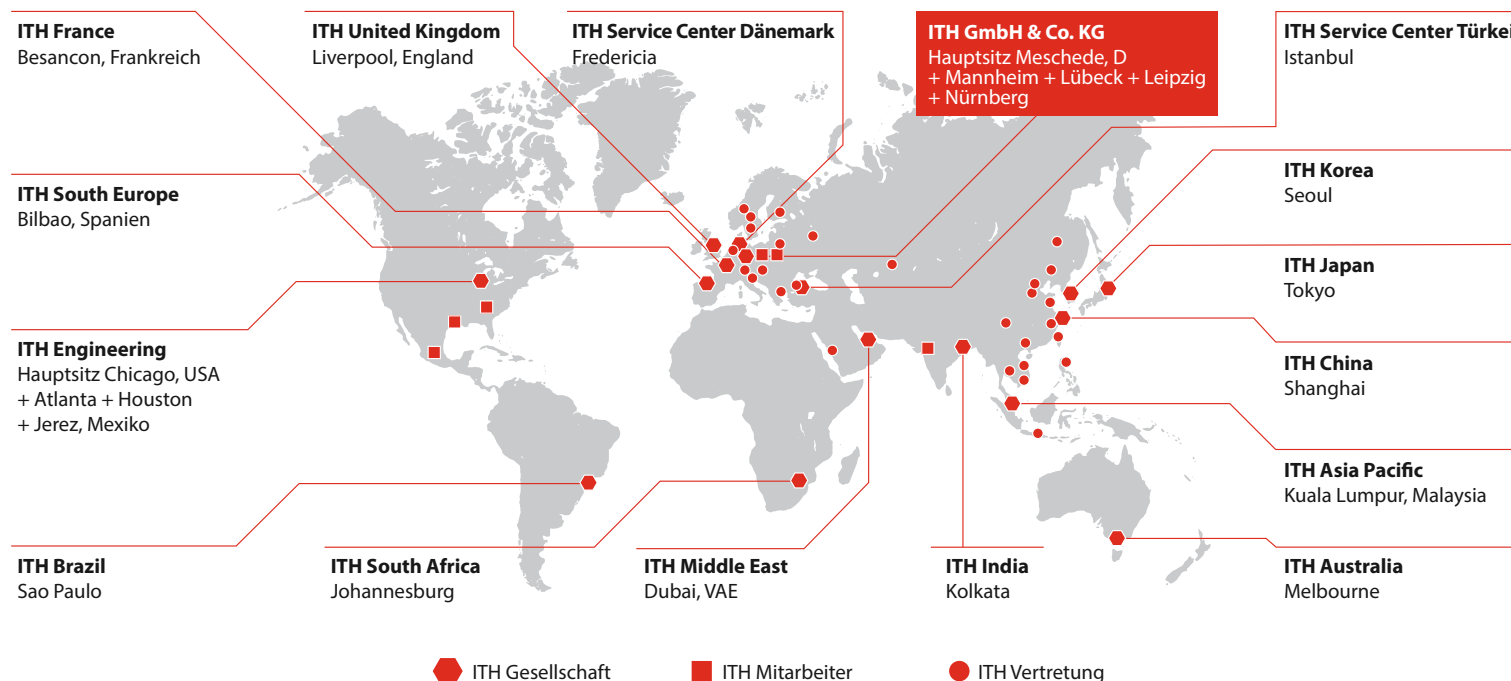 ITH France
Besancon, Frankreich
ITH United Kingdom
Liverpool, England
ITH Service Center Dänemark
Fredericia
ITH GmbH & Co. KG
Hauptsitz Meschede, D
+ Mannheim + Lübeck + Leipzig
+ Nürnberg
ITH Service Center Türkei
Istanbul
ITH South Europe
Bilbao, Spanien
ITH Korea
Seoul
ITH Japan
Tokyo
ITH Engineering
Hauptsitz Chicago, USA
+ Atlanta + Houston
+ Jerez, Mexiko
ITH China
Shanghai
ITH Asia Pacific
Kuala Lumpur, Malaysia
ITH Brazil
Sao Paulo
ITH South Africa
Johannesburg
ITH Middle East
Dubai, VAE
ITH India
Kolkata
ITH Australia
Melbourne
ITH Gesellschaft
ITH Mitarbeiter
ITH Vertretung